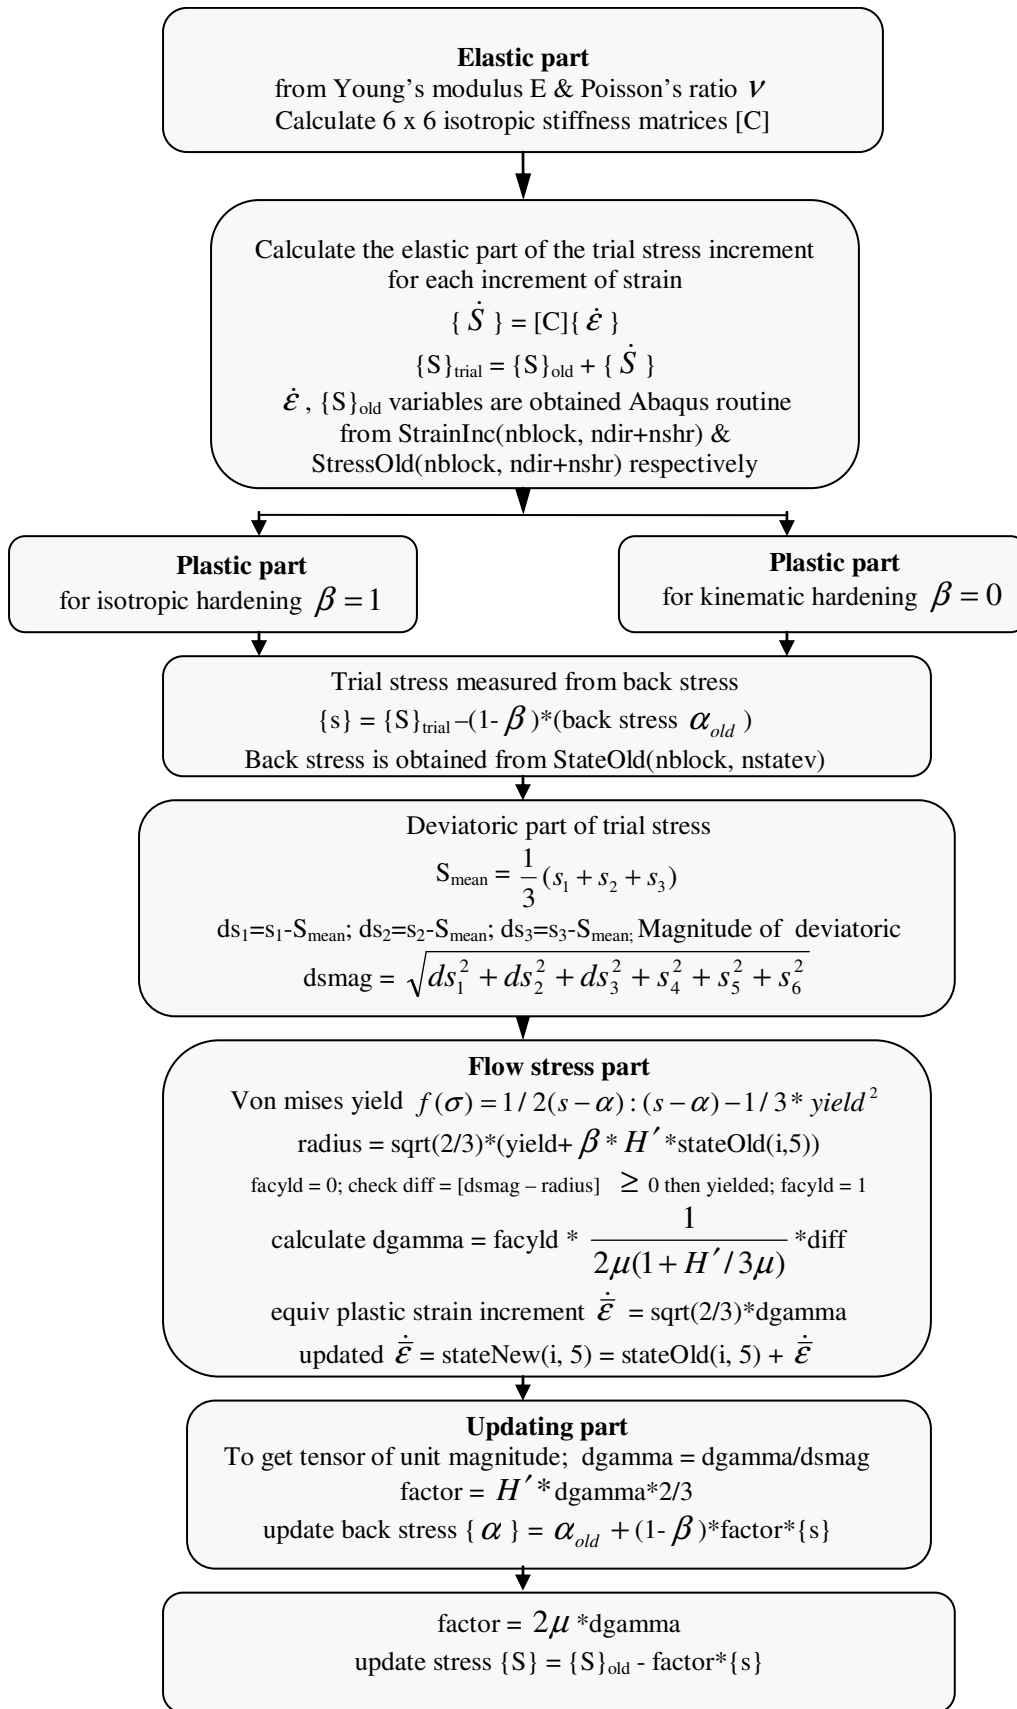 Elastic part
from Young's modulus E & Poisson's ratio ν
Calculate 6 x 6 isotropic stiffness matrices [C]
Calculate the elastic part of the trial stress increment
for each increment of strain
{ Ṡ } = [C]{ ε̇ }
{S}trial = {S}old + { Ṡ }
ε̇ , {S}old variables are obtained Abaqus routine
from StrainInc(nblock, ndir+nshr) &
StressOld(nblock, ndir+nshr) respectively
Plastic part
for isotropic hardening β = 1
Plastic part
for kinematic hardening β = 0
Trial stress measured from back stress
{s} = {S}trial –(1- β )*(back stress α_old )
Back stress is obtained from StateOld(nblock, nstatev)
Deviatoric part of trial stress
Smean = 1/3 (s₁ + s₂ + s₃)
ds₁=s₁-Smean; ds₂=s₂-Smean; ds₃=s₃-Smean; Magnitude of deviatoric
dsmag = √(ds₁² + ds₂² + ds₃² + s₄² + s₅² + s₆²)
Flow stress part
Von mises yield f(σ) = 1/2(s−α):(s−α)−1/3* yield²
radius = sqrt(2/3)*(yield+ β * H′ *stateOld(i,5))
facyld = 0; check diff = [dsmag – radius] ≥ 0 then yielded; facyld = 1
calculate dgamma = facyld * 1/(2μ(1+H′/3μ)) *diff
equiv plastic strain increment ε̄̇ = sqrt(2/3)*dgamma
updated ε̄̇ = stateNew(i, 5) = stateOld(i, 5) + ε̄̇
Updating part
To get tensor of unit magnitude; dgamma = dgamma/dsmag
factor = H′ * dgamma*2/3
update back stress { α } = α_old + (1- β )*factor*{s}
factor = 2μ *dgamma
update stress {S} = {S}old - factor*{s}